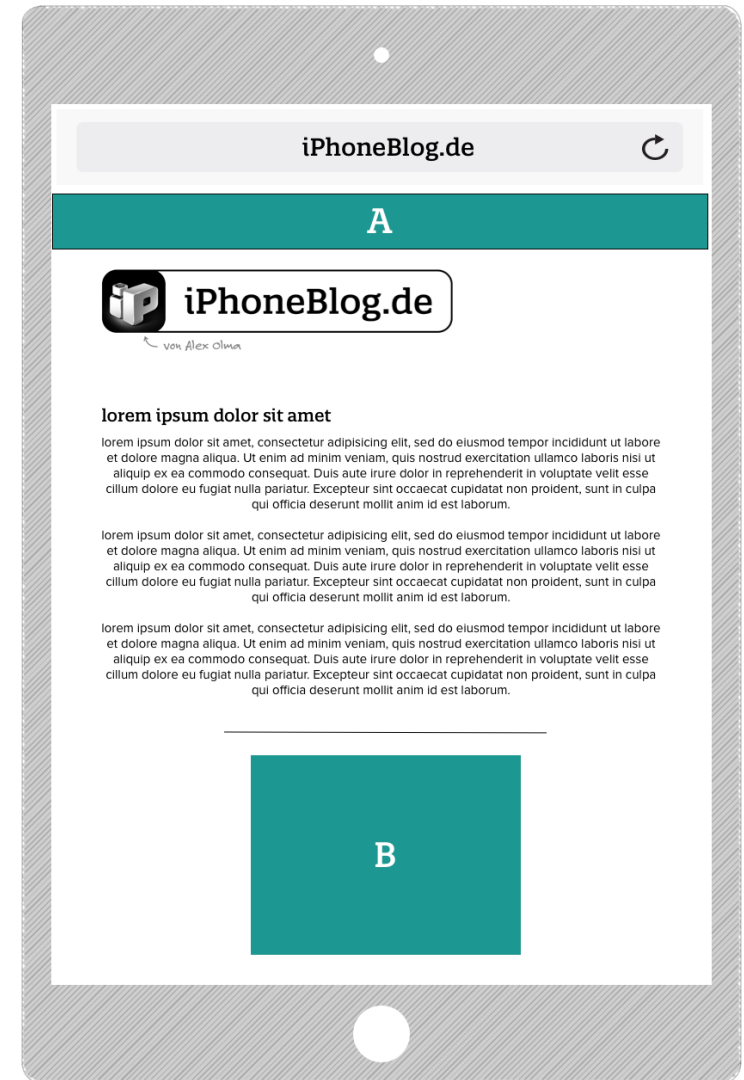 iPhoneBlog.de
A
iP
iPhoneBlog.de
von Alex Olma
lorem ipsum dolor sit amet
lorem ipsum dolor sit amet, consectetur adipisicing elit, sed do eiusmod tempor incididunt ut labore
et dolore magna aliqua. Ut enim ad minim veniam, quis nostrud exercitation ullamco laboris nisi ut
aliquip ex ea commodo consequat. Duis aute irure dolor in reprehenderit in voluptate velit esse
cillum dolore eu fugiat nulla pariatur. Excepteur sint occaecat cupidatat non proident, sunt in culpa
qui officia deserunt mollit anim id est laborum.
lorem ipsum dolor sit amet, consectetur adipisicing elit, sed do eiusmod tempor incididunt ut labore
et dolore magna aliqua. Ut enim ad minim veniam, quis nostrud exercitation ullamco laboris nisi ut
aliquip ex ea commodo consequat. Duis aute irure dolor in reprehenderit in voluptate velit esse
cillum dolore eu fugiat nulla pariatur. Excepteur sint occaecat cupidatat non proident, sunt in culpa
qui officia deserunt mollit anim id est laborum.
lorem ipsum dolor sit amet, consectetur adipisicing elit, sed do eiusmod tempor incididunt ut labore
et dolore magna aliqua. Ut enim ad minim veniam, quis nostrud exercitation ullamco laboris nisi ut
aliquip ex ea commodo consequat. Duis aute irure dolor in reprehenderit in voluptate velit esse
cillum dolore eu fugiat nulla pariatur. Excepteur sint occaecat cupidatat non proident, sunt in culpa
qui officia deserunt mollit anim id est laborum.
B